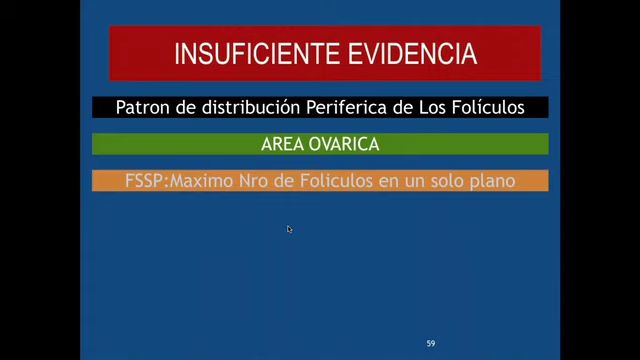 INSUFICIENTE EVIDENCIA
Patron de distribución Periferica de Los Folículos
AREA OVARICA
FSSP:Maximo Nro de Foliculos en un solo plano
59